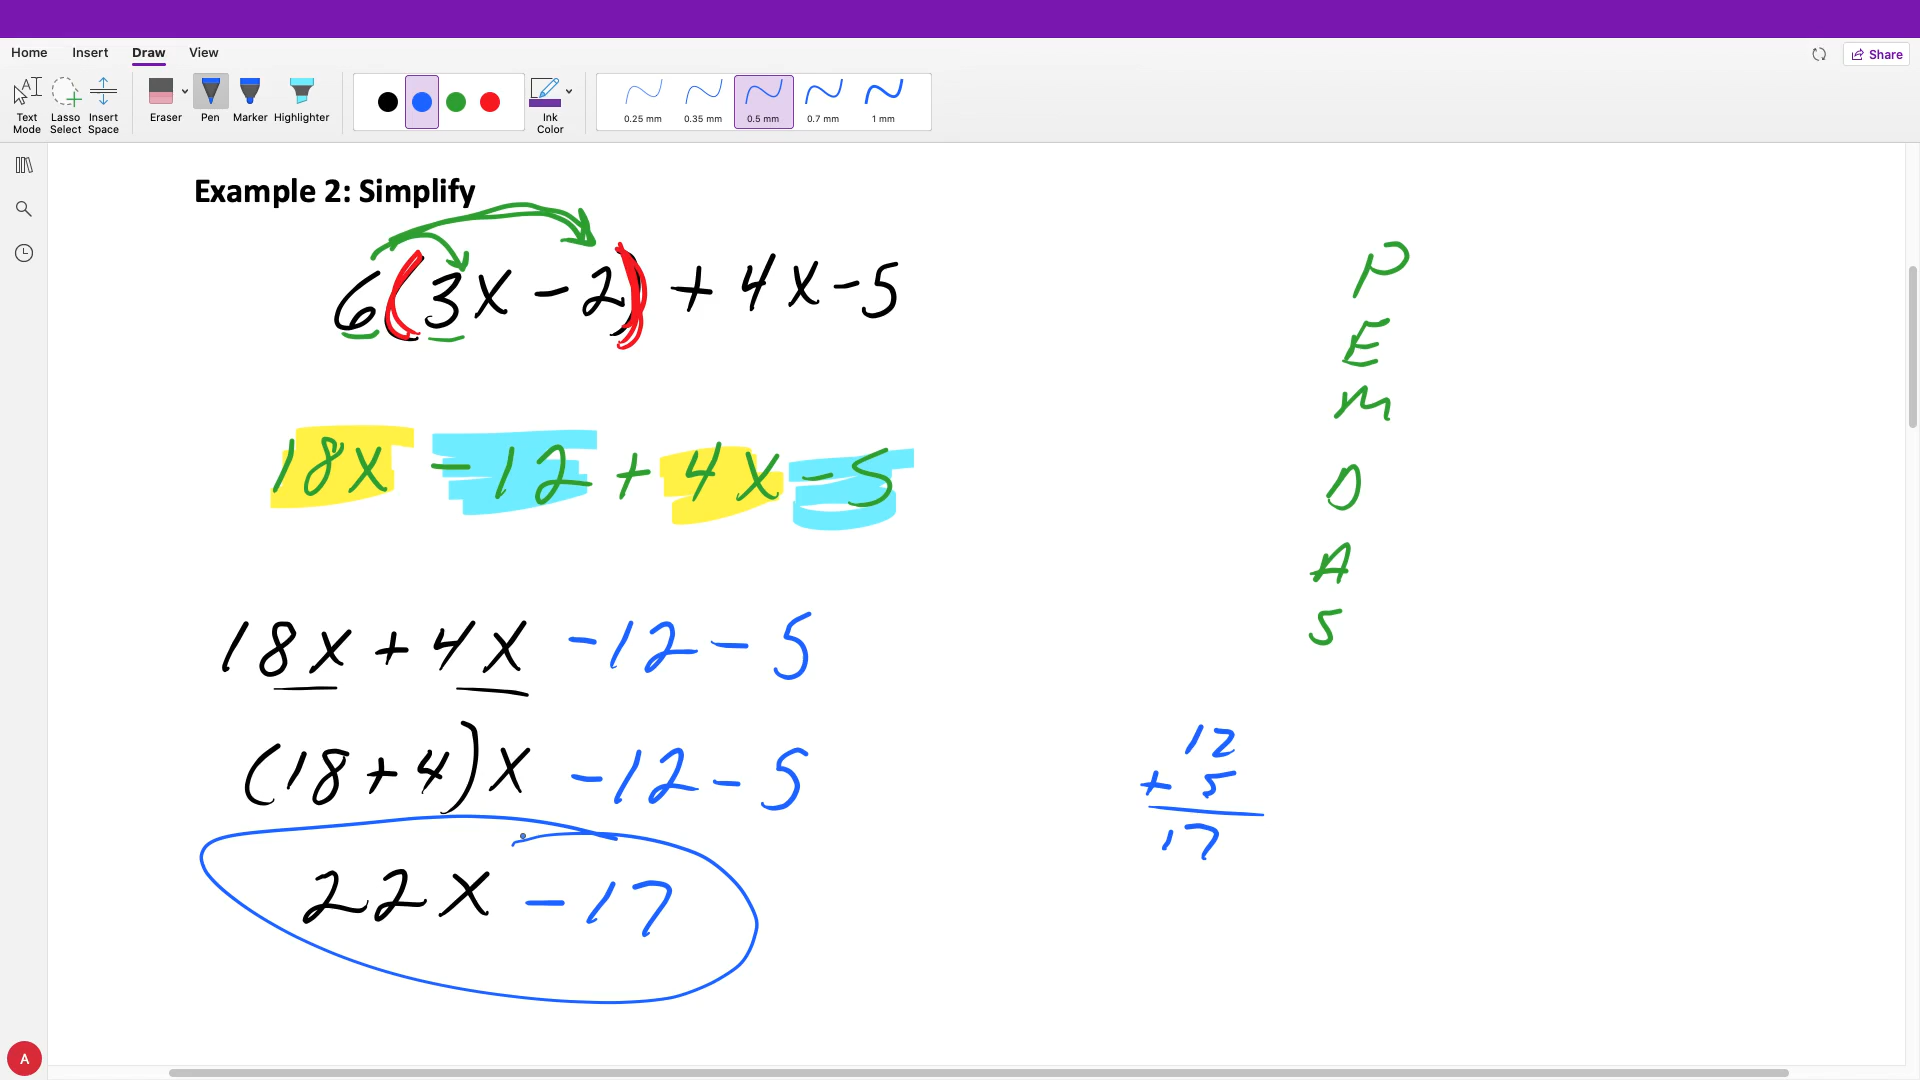 Home Insert Draw View Share
Text Mode Lasso Select Insert Space Eraser Pen Marker Highlighter Ink Color 0.25 mm 0.35 mm 0.5 mm 0.7 mm 1 mm
Example 2: Simplify
6(3x - 2) + 4x - 5
18x - 12 + 4x - 5
18x + 4x - 12 - 5
(18 + 4)x - 12 - 5
22x - 17
P
E
M
D
A
S
12
+ 5
17
A